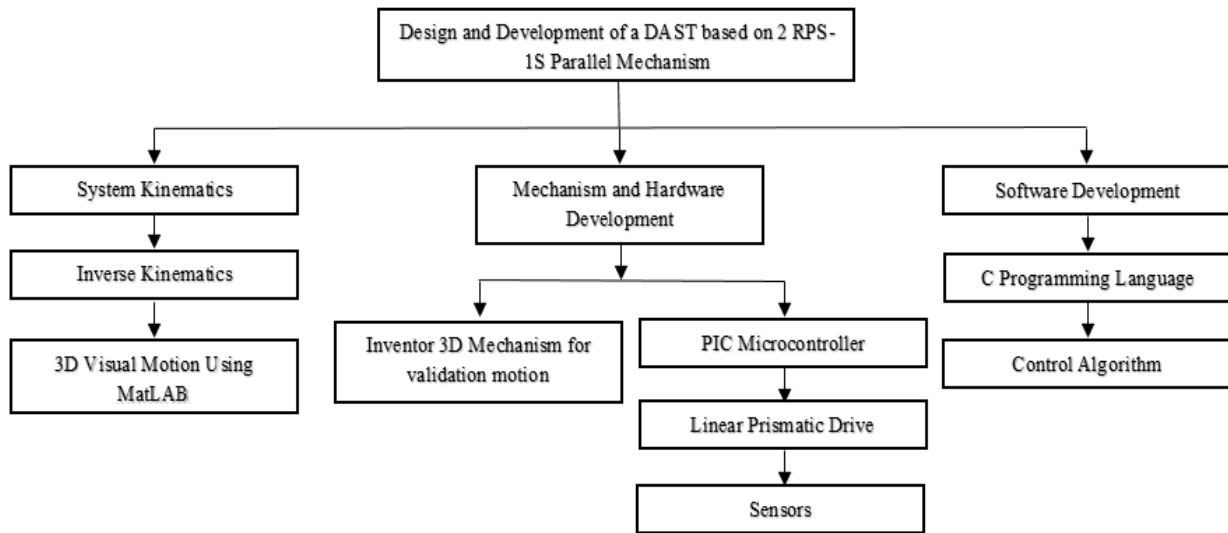 Design and Development of a DAST based on 2 RPS-
1S Parallel Mechanism
System Kinematics
Mechanism and Hardware
Development
Software Development
Inverse Kinematics
C Programming Language
3D Visual Motion Using
MatLAB
Inventor 3D Mechanism for
validation motion
PIC Microcontroller
Control Algorithm
Linear Prismatic Drive
Sensors